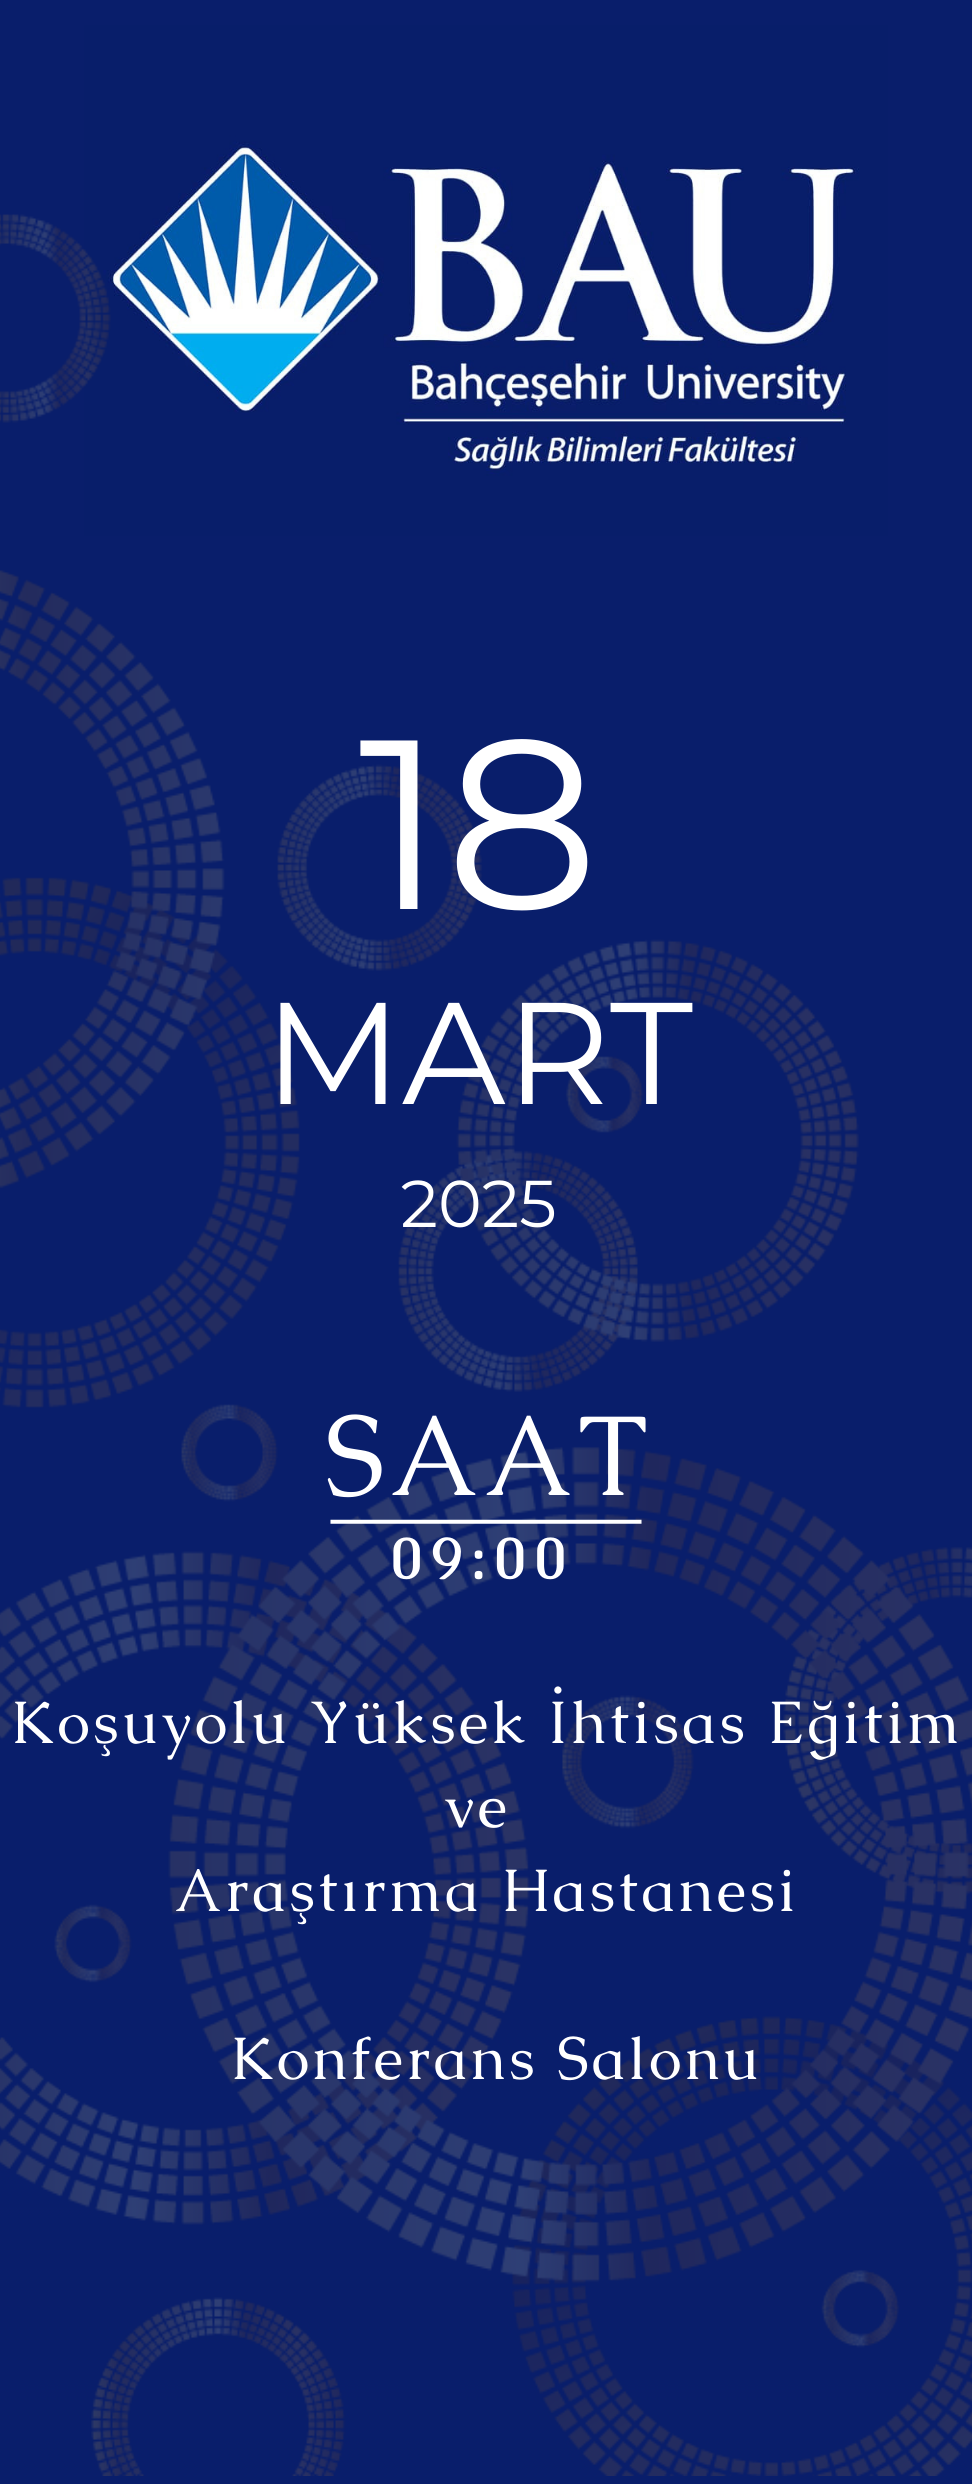 BAU
Bahçeşehir University
Sağlık Bilimleri Fakültesi
18
MART
2025
SAAT
09:00
Koşuyolu Yüksek İhtisas Eğitim
ve
Araştırma Hastanesi
Konferans Salonu